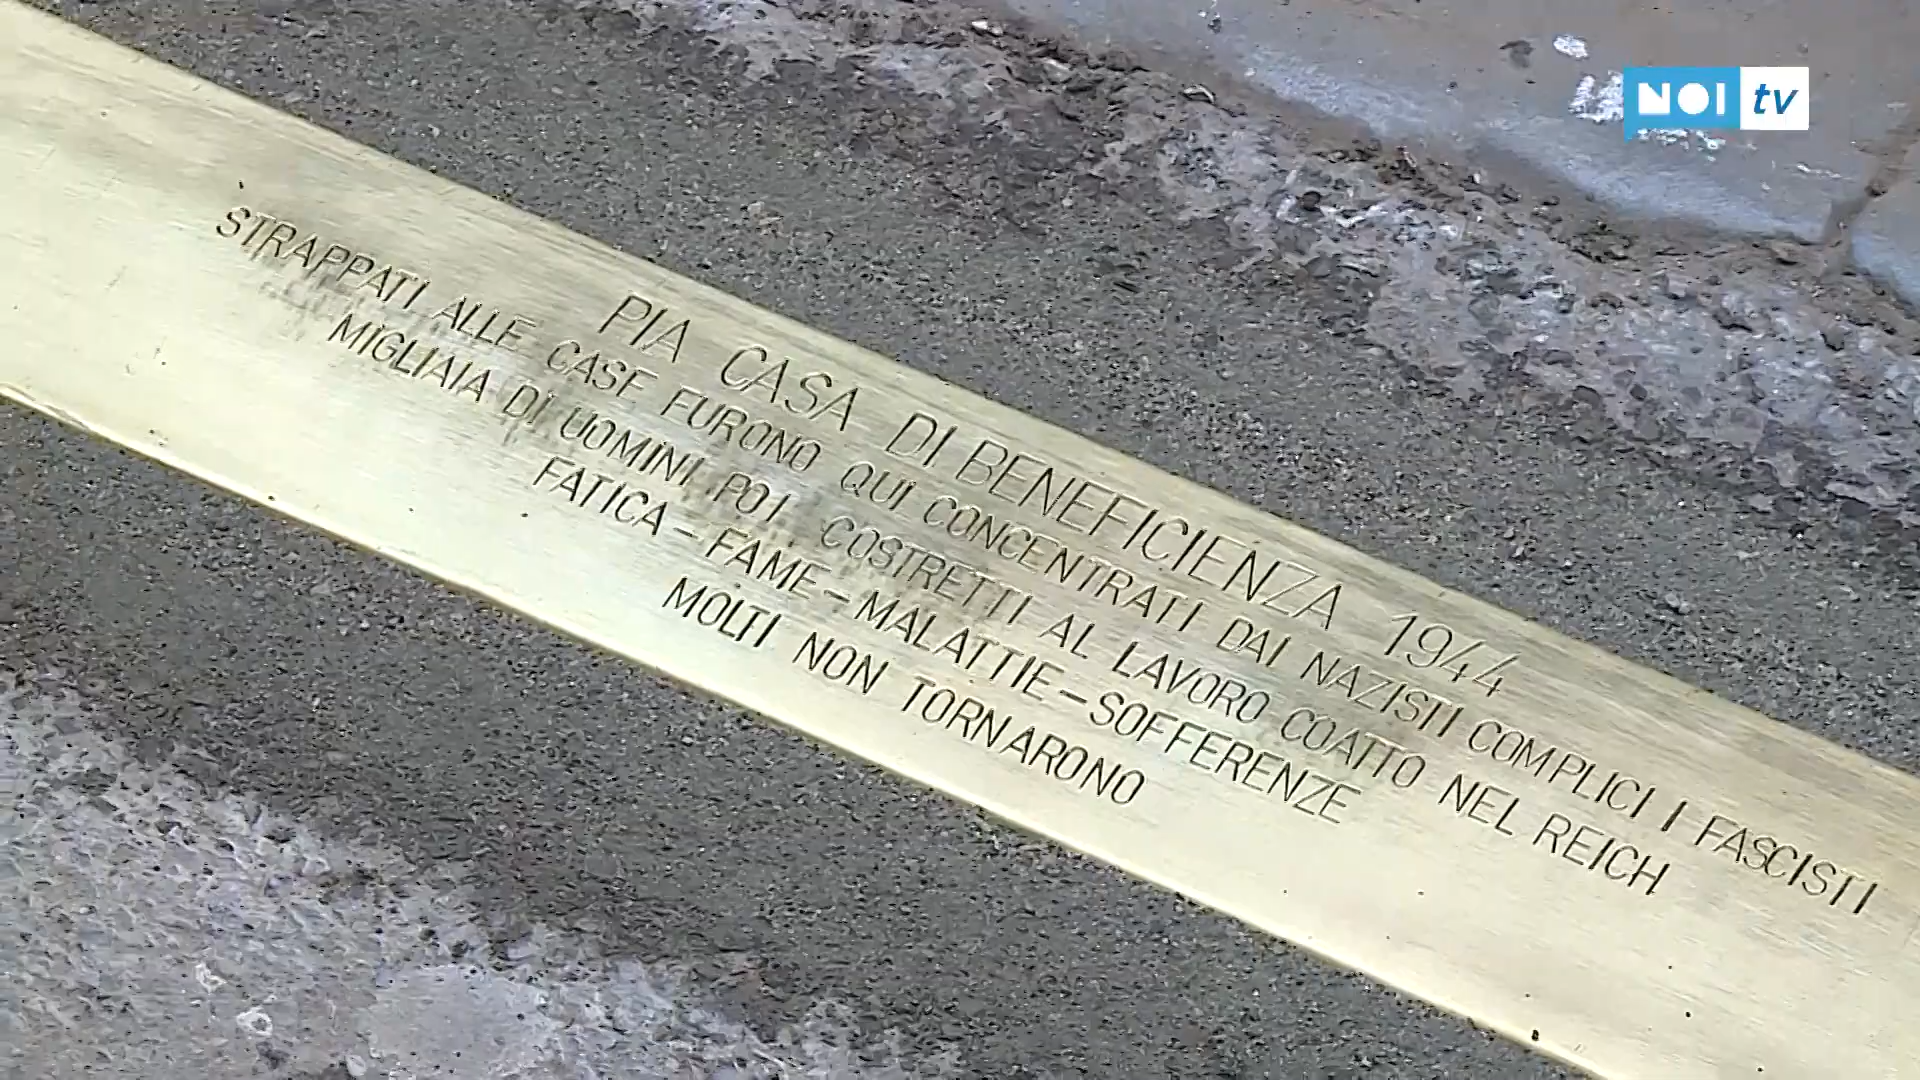 NOI tv
PIA CASA DI BENEFICIENZA 1944
STRAPPATI ALLE CASE FURONO QUI CONCENTRATI DAI NAZISTI COMPLICI I FASCISTI
MIGLIAIA DI UOMINI POI COSTRETTI AL LAVORO COATTO NEL REICH
FATICA - FAME - MALATTIE - SOFFERENZE
MOLTI NON TORNARONO